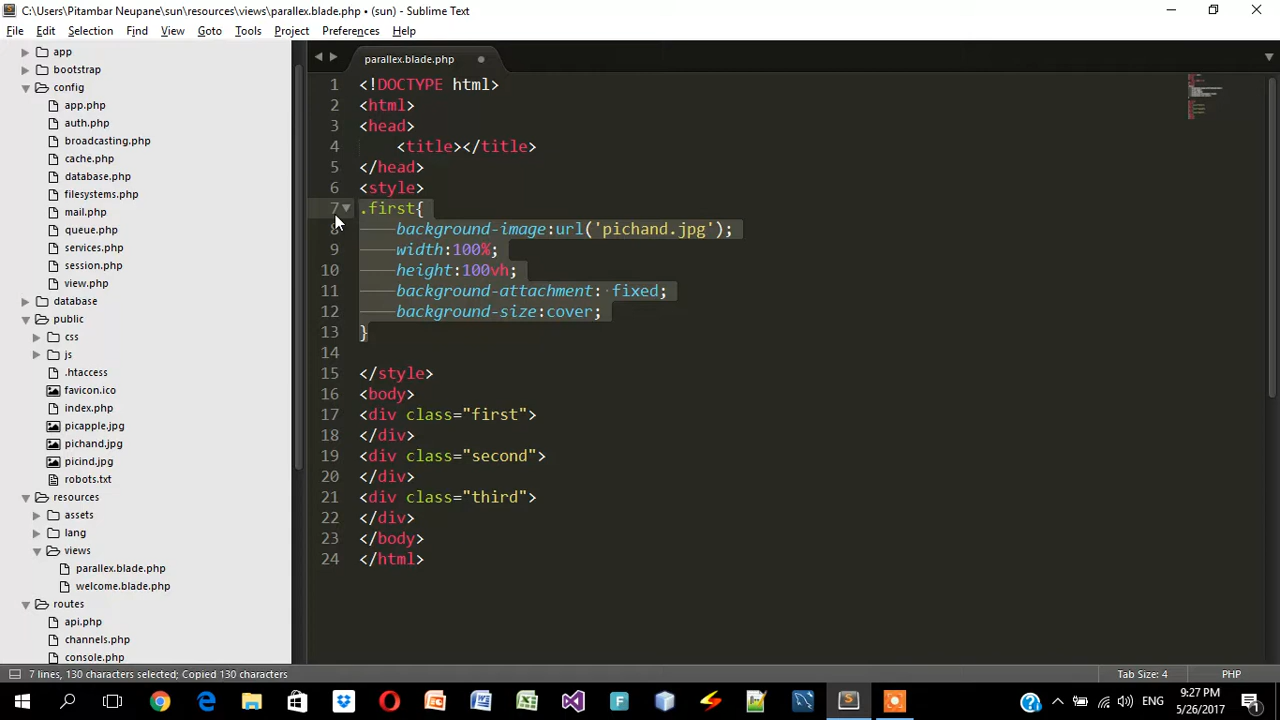 C:\Users\Pitambar Neupane\sun\resources\views\parallex.blade.php • (sun) - Sublime Text
File Edit Selection Find View Goto Tools Project Preferences Help
app
bootstrap
config
app.php
auth.php
broadcasting.php
cache.php
database.php
filesystems.php
mail.php
queue.php
services.php
session.php
view.php
database
public
css
js
.htaccess
favicon.ico
index.php
picapple.jpg
pichand.jpg
picind.jpg
robots.txt
resources
assets
lang
views
parallex.blade.php
welcome.blade.php
routes
api.php
channels.php
console.php
parallex.blade.php
1 <!DOCTYPE html>
2 <html>
3 <head>
4 <title></title>
5 </head>
6 <style>
7 .first{
8 background-image:url('pichand.jpg');
9 width:100%;
10 height:100vh;
11 background-attachment: fixed;
12 background-size:cover;
13 }
14
15 </style>
16 <body>
17 <div class="first">
18 </div>
19 <div class="second">
20 </div>
21 <div class="third">
22 </div>
23 </body>
24 </html>
7 lines, 130 characters selected; Copied 130 characters
Tab Size: 4
PHP
ENG
9:27 PM
5/26/2017